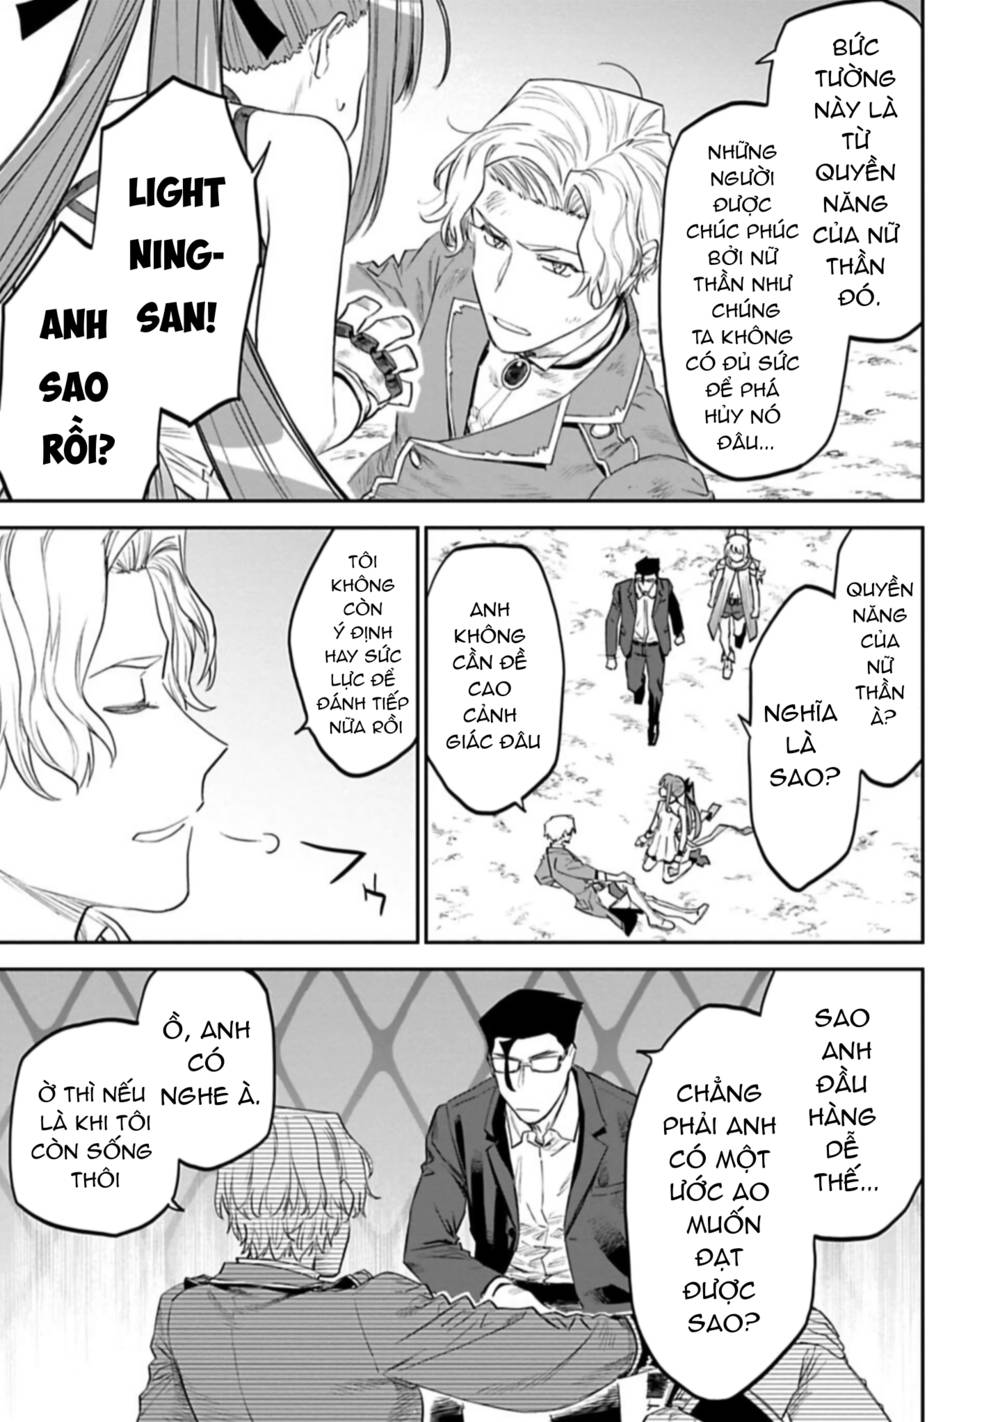 BỨC
TƯỜNG
NÀY LÀ
TỪ
QUYỀN
NĂNG
CỦA NỮ
THẦN
ĐÓ.
NHỮNG
NGƯỜI
ĐƯỢC
CHÚC PHÚC
BỞI NỮ
THẦN NHƯ
CHÚNG
TA KHÔNG
CÓ ĐỦ SỨC
ĐỂ PHÁ
HỦY NÓ
ĐÂU...
LIGHT
NING-
SAN!
ANH
SAO
RỒI?
QUYỀN
NĂNG
CỦA
NỮ
THẦN
À?
NGHĨA
LÀ
SAO?
ANH
KHÔNG
CẦN ĐỀ
CAO
CẢNH
GIÁC ĐÂU
TÔI
KHÔNG
CÒN
Ý ĐỊNH
HAY SỨC
LỰC ĐỂ
ĐÁNH TIẾP
NỮA RỒI
フゥ
SAO
ANH
ĐẦU
HÀNG
DỄ
THẾ...
CHẲNG
PHẢI ANH
CÓ MỘT
ƯỚC AO
MUỐN
ĐẠT
ĐƯỢC
SAO?
Ồ, ANH
CÓ
NGHE À.
Ờ THÌ NẾU
LÀ KHI TÔI
CÒN SỐNG
THÔI